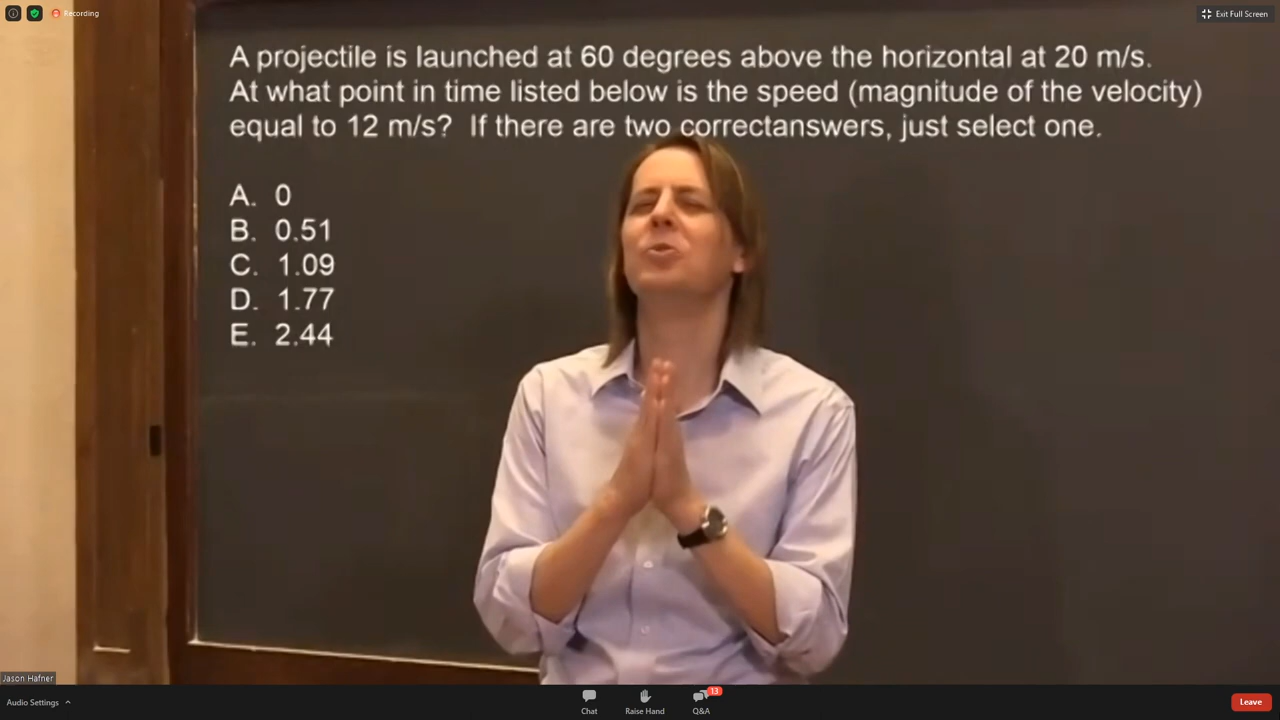 Recording
Exit Full Screen
A projectile is launched at 60 degrees above the horizontal at 20 m/s.
At what point in time listed below is the speed (magnitude of the velocity)
equal to 12 m/s?  If there are two correctanswers, just select one.
A.  0
B.  0.51
C.  1.09
D.  1.77
E.  2.44
Jason Hafner
Audio Settings
Chat
Raise Hand
Q&A
13
Leave